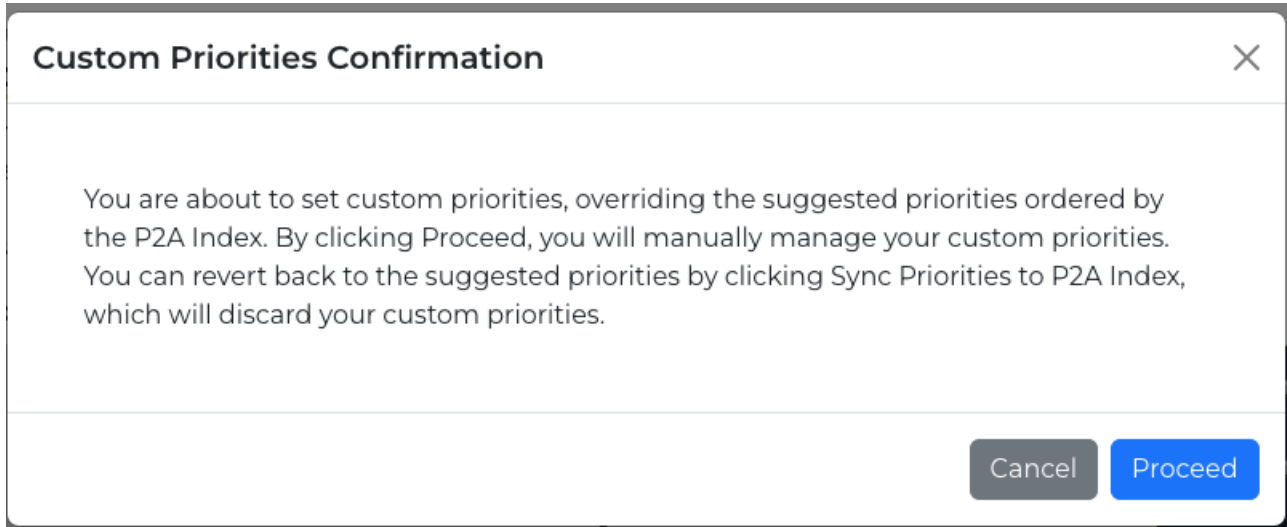 Custom Priorities Confirmation
You are about to set custom priorities, overriding the suggested priorities ordered by
the P2A Index. By clicking Proceed, you will manually manage your custom priorities.
You can revert back to the suggested priorities by clicking Sync Priorities to P2A Index,
which will discard your custom priorities.
Cancel Proceed